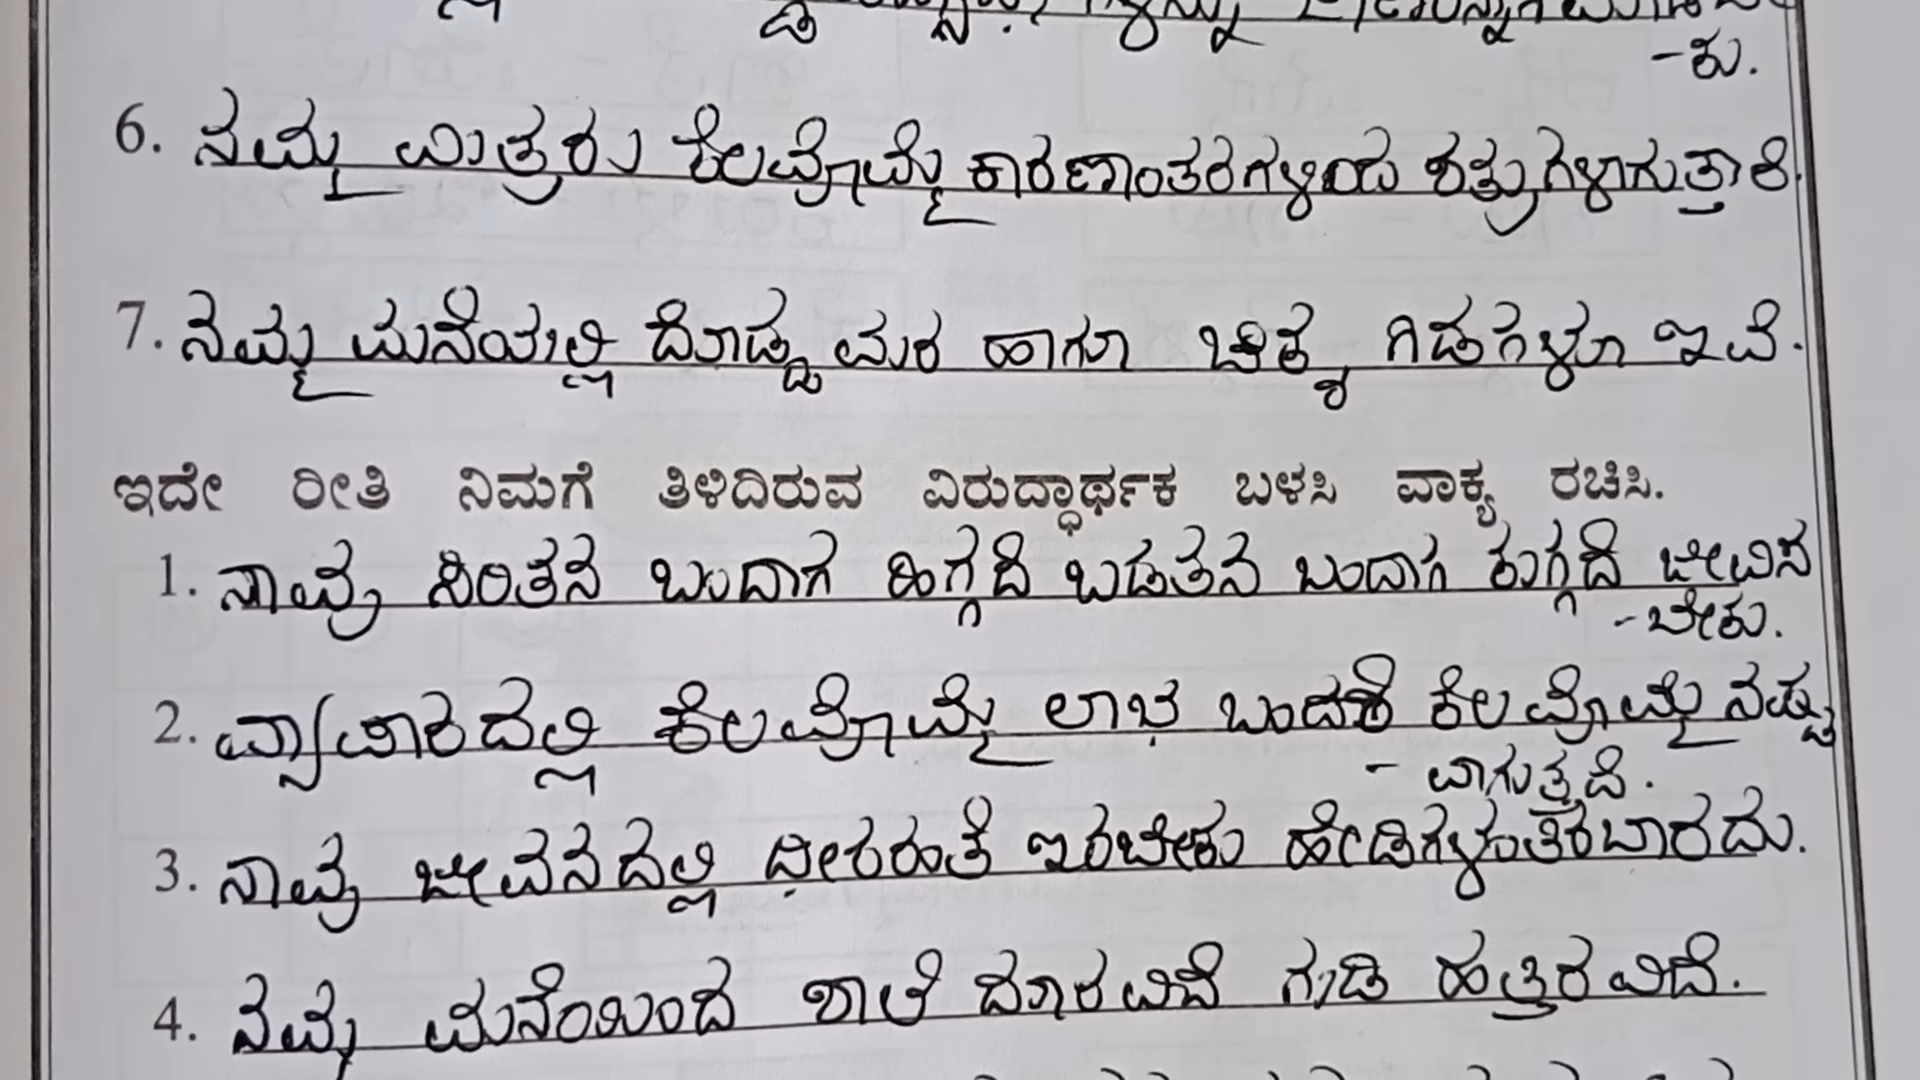 -ಕು.
6. ನಮ್ಮ ಮಿತ್ರರು ಕೆಲವೊಮ್ಮೆ ಕಾರಣಾಂತರಗಳಿಂದ ಶತ್ರುಗಳಾಗುತ್ತಾರೆ.
7. ನಮ್ಮ ಮನೆಯಲ್ಲಿ ದೊಡ್ಡ ಮರ ಹಾಗೂ ಚಿಕ್ಕ ಗಿಡಗಳೂ ಇವೆ.
ಇದೇ ರೀತಿ ನಿಮಗೆ ತಿಳಿದಿರುವ ವಿರುದ್ಧಾರ್ಥಕ ಬಳಸಿ ವಾಕ್ಯ ರಚಿಸಿ.
1. ನಾವು ಸಿರಿತನ ಬಂದಾಗ ಹಿಗ್ಗದೆ ಬಡತನ ಬಂದಾಗ ಕುಗ್ಗದೆ ಜೀವಿಸ
-ಬೇಕು.
2. ವ್ಯಾಪಾರದಲ್ಲಿ ಕೆಲವೊಮ್ಮೆ ಲಾಭ ಬಂದರೆ ಕೆಲವೊಮ್ಮೆ ನಷ್ಟ
- ವಾಗುತ್ತದೆ.
3. ನಾವು ಜೀವನದಲ್ಲಿ ಧೀರರಂತೆ ಇರಬೇಕು ಹೇಡಿಗಳಂತಿರಬಾರದು.
4. ನಮ್ಮ ಮನೆಯಿಂದ ಶಾಲೆ ದೂರವಿದೆ ಗುಡಿ ಹತ್ತಿರವಿದೆ.